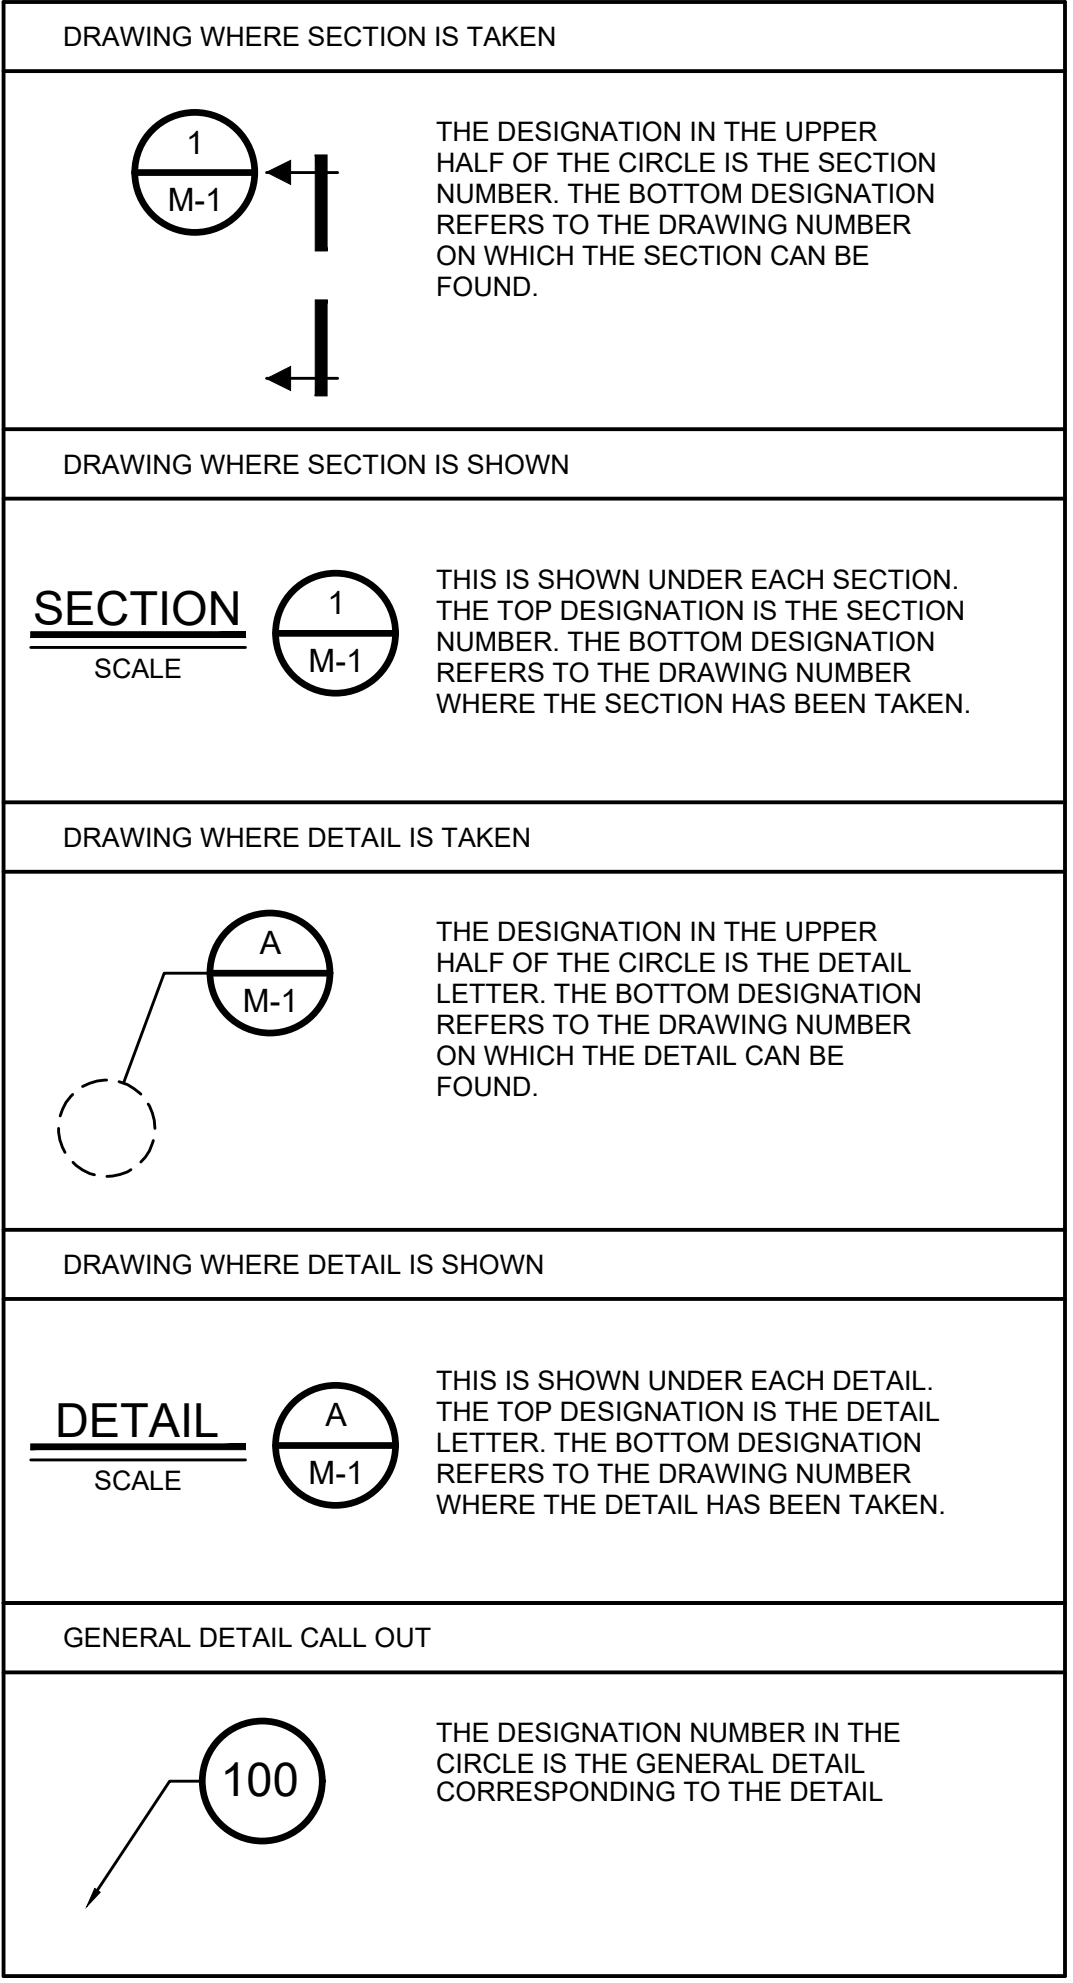 DRAWING WHERE SECTION IS TAKEN
1
M-1
THE DESIGNATION IN THE UPPER
HALF OF THE CIRCLE IS THE SECTION
NUMBER. THE BOTTOM DESIGNATION
REFERS TO THE DRAWING NUMBER
ON WHICH THE SECTION CAN BE
FOUND.
DRAWING WHERE SECTION IS SHOWN
SECTION
SCALE
1
M-1
THIS IS SHOWN UNDER EACH SECTION.
THE TOP DESIGNATION IS THE SECTION
NUMBER. THE BOTTOM DESIGNATION
REFERS TO THE DRAWING NUMBER
WHERE THE SECTION HAS BEEN TAKEN.
DRAWING WHERE DETAIL IS TAKEN
A
M-1
THE DESIGNATION IN THE UPPER
HALF OF THE CIRCLE IS THE DETAIL
LETTER. THE BOTTOM DESIGNATION
REFERS TO THE DRAWING NUMBER
ON WHICH THE DETAIL CAN BE
FOUND.
DRAWING WHERE DETAIL IS SHOWN
DETAIL
SCALE
A
M-1
THIS IS SHOWN UNDER EACH DETAIL.
THE TOP DESIGNATION IS THE DETAIL
LETTER. THE BOTTOM DESIGNATION
REFERS TO THE DRAWING NUMBER
WHERE THE DETAIL HAS BEEN TAKEN.
GENERAL DETAIL CALL OUT
100
THE DESIGNATION NUMBER IN THE
CIRCLE IS THE GENERAL DETAIL
CORRESPONDING TO THE DETAIL